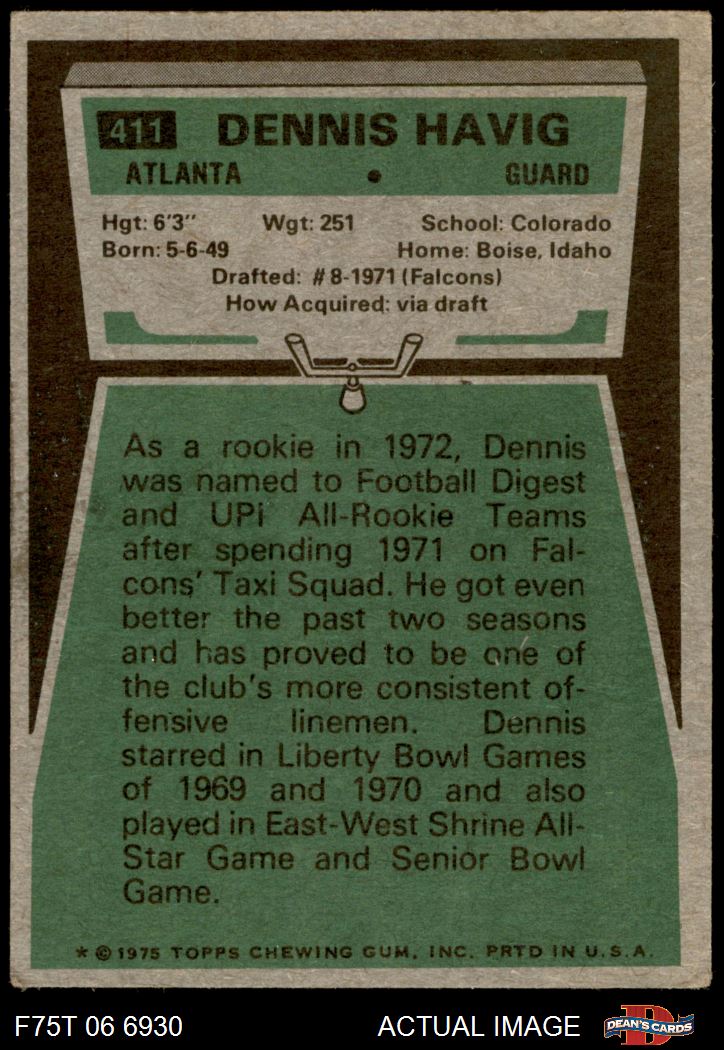 411 DENNIS HAVIG
ATLANTA • GUARD
Hgt: 6'3" Wgt: 251 School: Colorado
Born: 5-6-49 Home: Boise, Idaho
Drafted: #8-1971 (Falcons)
How Acquired: via draft
As a rookie in 1972, Dennis
was named to Football Digest
and UPi All-Rookie Teams
after spending 1971 on Fal-
cons' Taxi Squad. He got even
better the past two seasons
and has proved to be one of
the club's more consistent of-
fensive linemen. Dennis
starred in Liberty Bowl Games
of 1969 and 1970 and also
played in East-West Shrine All-
Star Game and Senior Bowl
Game.
* © 1975 TOPPS CHEWING GUM, INC. PRTD IN U.S.A.
F75T 06 6930 ACTUAL IMAGE DEAN'S CARDS